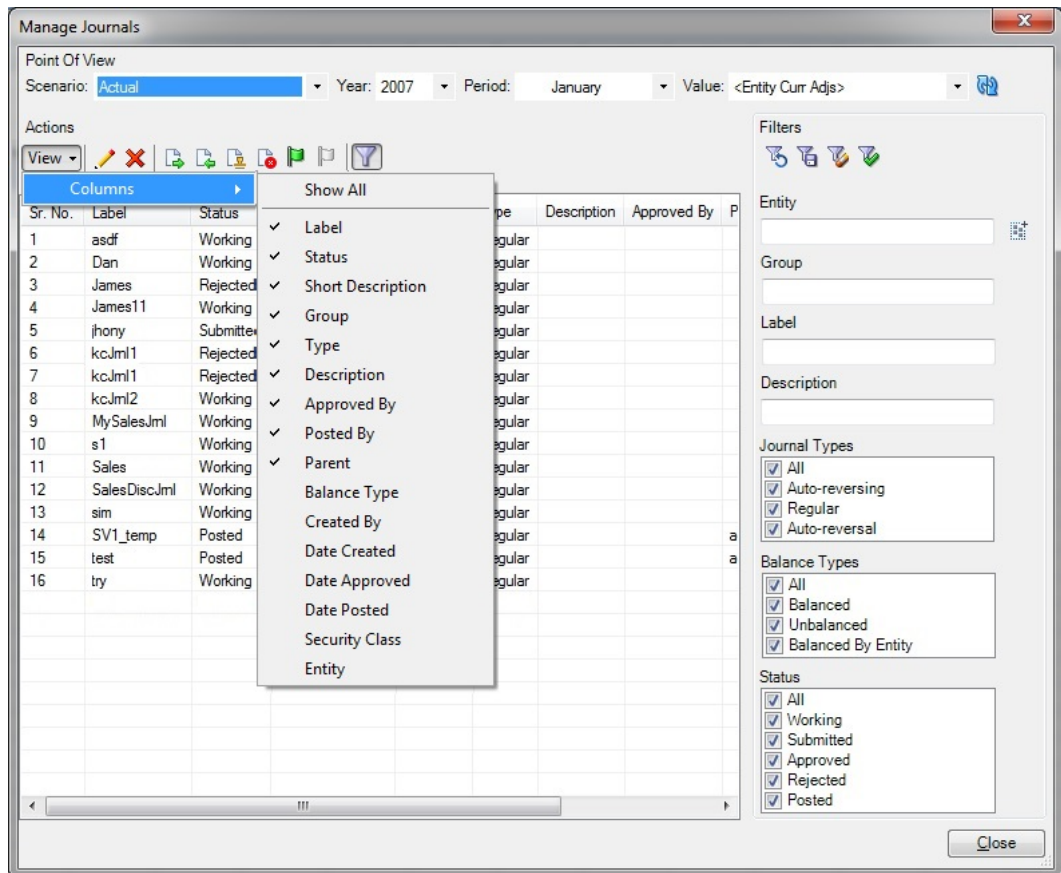 Manage Journals
Point Of View
Scenario: Actual Year: 2007 Period: January Value: <Entity Curr Adjs>
Actions
Filters
View
Columns
Show All
Label
Status
Short Description
Group
Type
Description
Approved By
Posted By
Parent
Balance Type
Created By
Date Created
Date Approved
Date Posted
Security Class
Entity
Sr. No. Label Status Description Approved By P
1 asdf Working
2 Dan Working
3 James Rejected
4 James11 Working
5 jhony
6 kcJrnl1 Rejected
7 kcJrnl1 Rejected
8 kcJrnl2 Working
9 MySalesJrnl Working
10 s1 Working
11 Sales Working
12 SalesDiscJrnl Working
13 sim Working
14 SV1_temp Posted a
15 test Posted a
16 try Working
Entity
Group
Label
Description
Journal Types
All
Auto-reversing
Regular
Auto-reversal
Balance Types
All
Balanced
Unbalanced
Balanced By Entity
Status
All
Working
Submitted
Approved
Rejected
Posted
Close